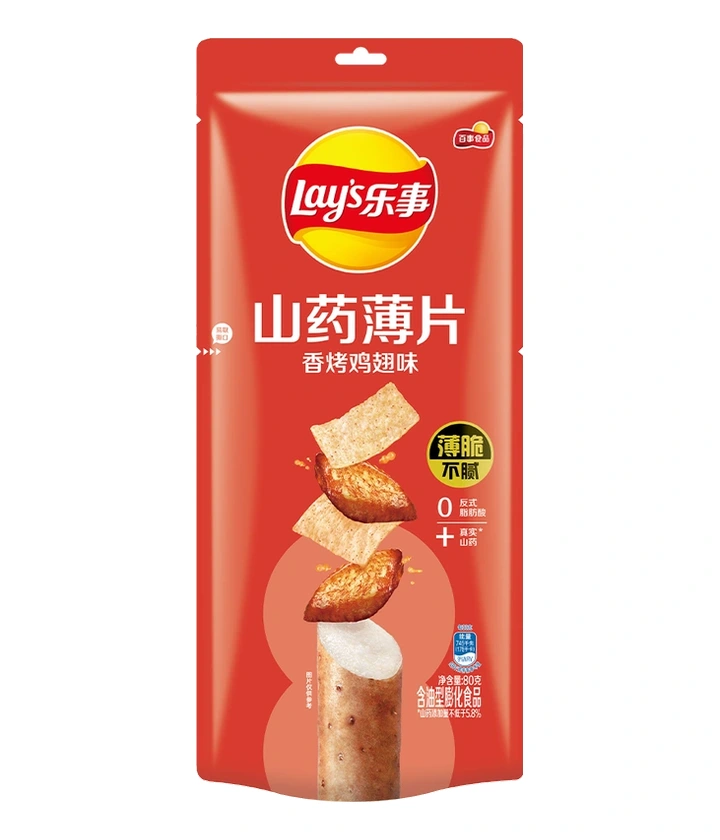 百事食品
Lay's乐事
山药薄片
香烤鸡翅味
薄脆
不腻
0 反式
脂肪酸
+ 真实*
山药
能量
净含量:80克
含油型膨化食品
*山药添加量不低于5.8%
图片仅供参考